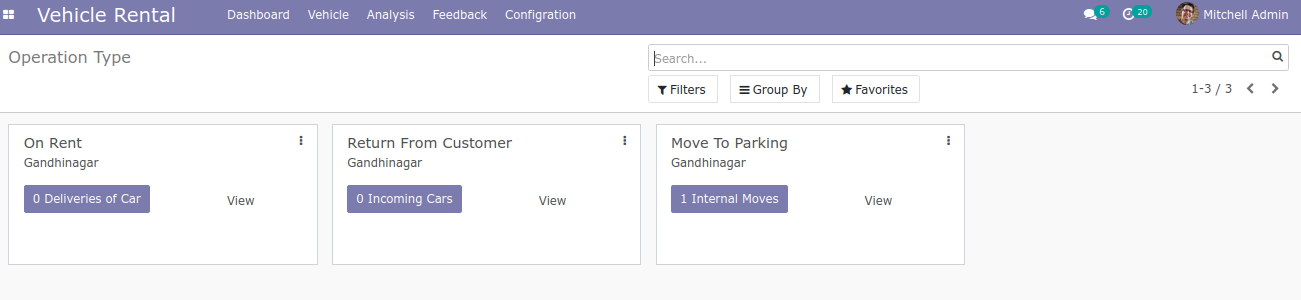 Vehicle Rental Dashboard Vehicle Analysis Feedback Configration 6 20 Mitchell Admin
Operation Type
Search...
Filters Group By Favorites 1-3 / 3
On Rent
Gandhinagar
0 Deliveries of Car View
Return From Customer
Gandhinagar
0 Incoming Cars View
Move To Parking
Gandhinagar
1 Internal Moves View